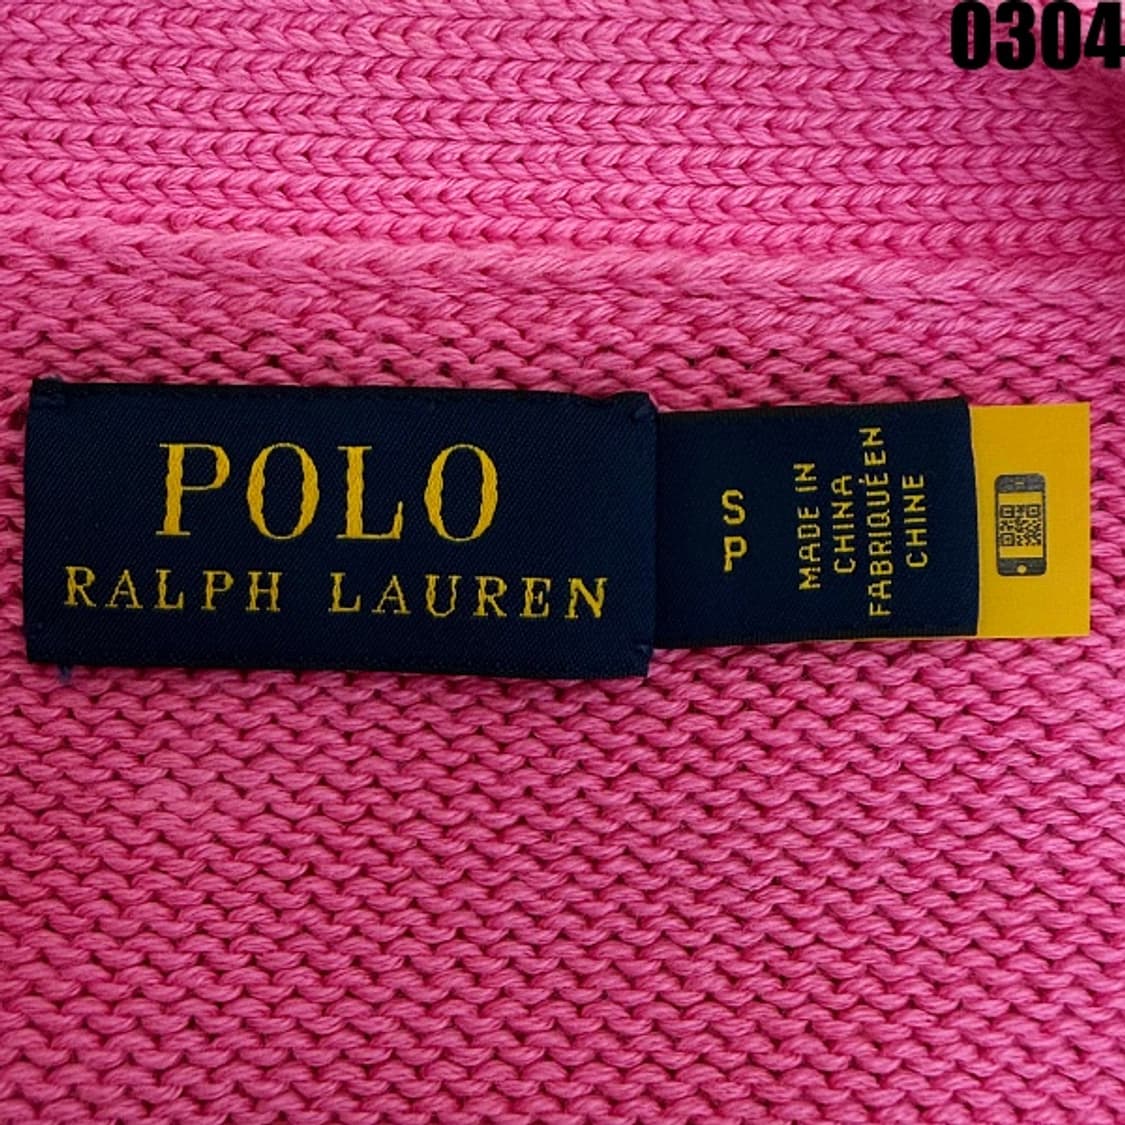 0304
POLO
RALPH LAUREN
S
P
MADE IN
CHINA
FABRIQUÉ EN
CHINE